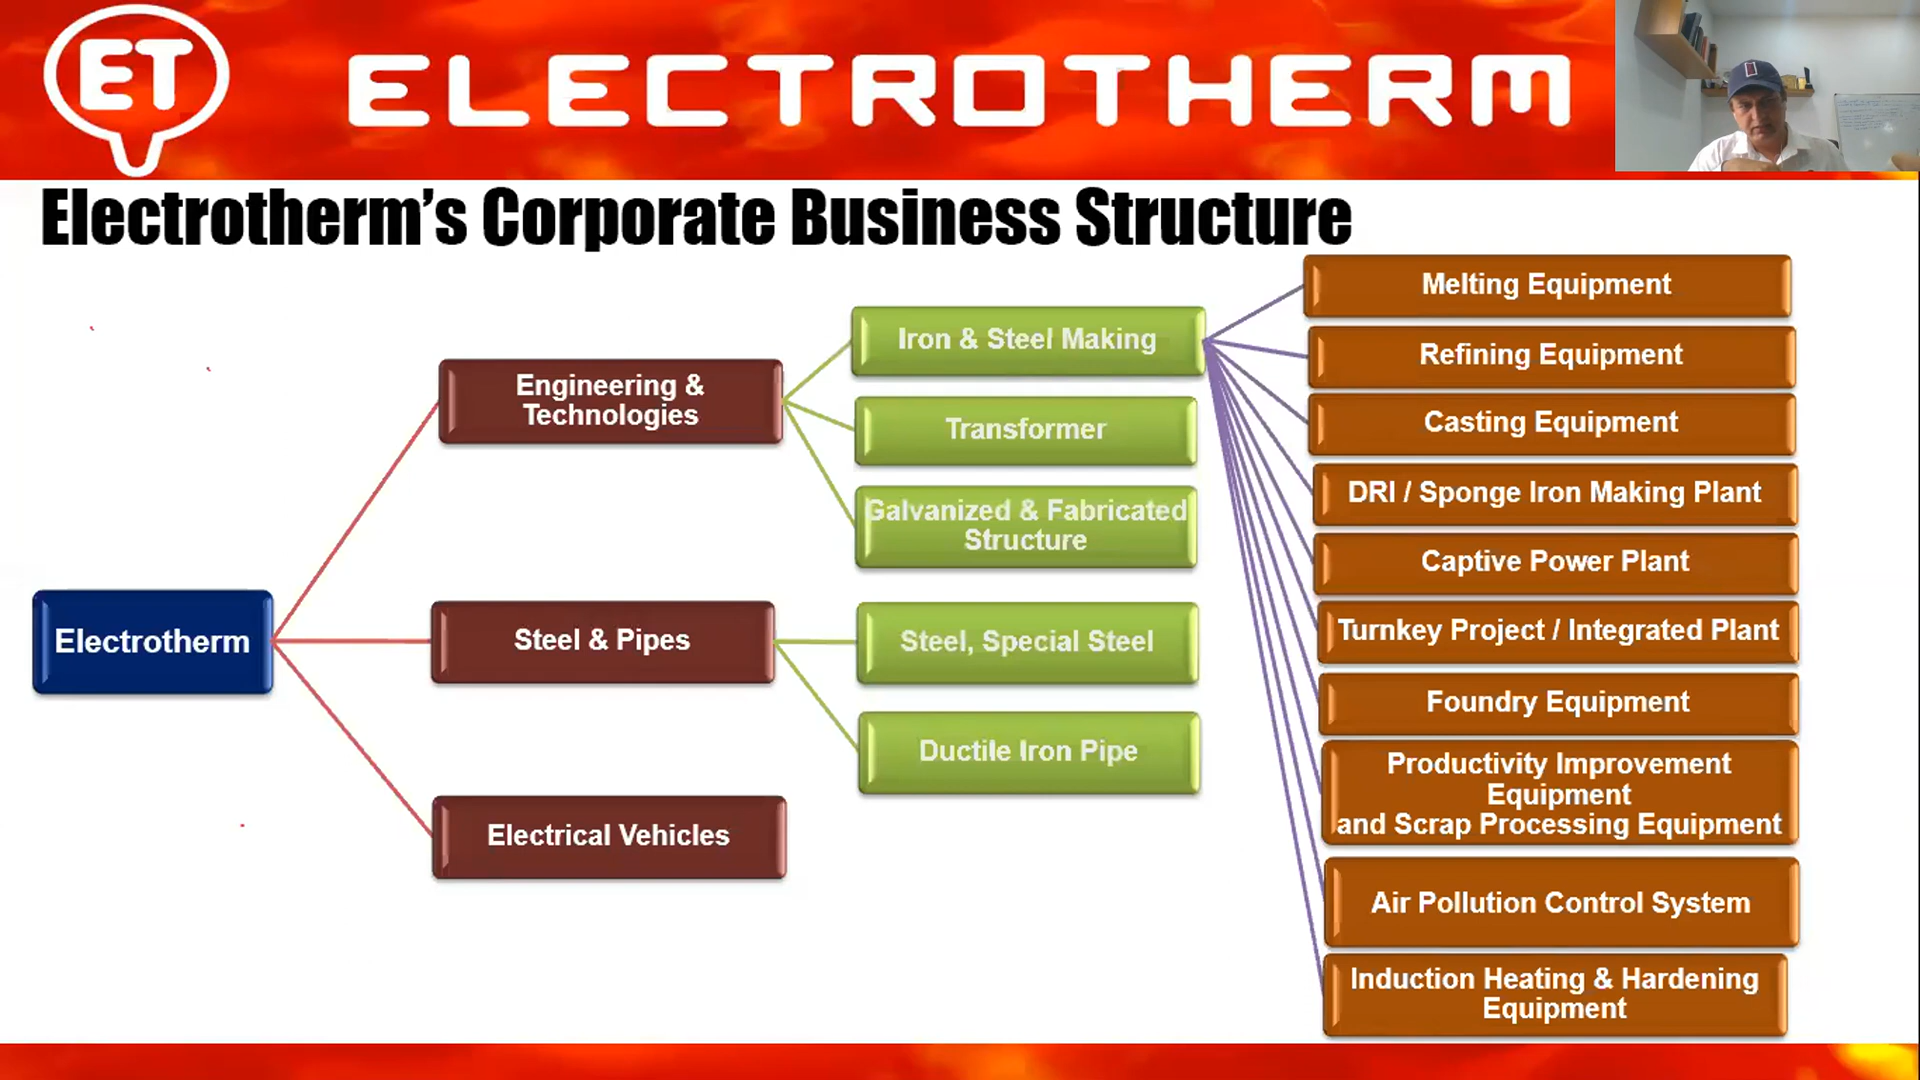 ET
ELECTROTHERM
Electrotherm's Corporate Business Structure
Electrotherm
Engineering &
Technologies
Steel & Pipes
Electrical Vehicles
Iron & Steel Making
Transformer
Galvanized & Fabricated
Structure
Steel, Special Steel
Ductile Iron Pipe
Melting Equipment
Refining Equipment
Casting Equipment
DRI / Sponge Iron Making Plant
Captive Power Plant
Turnkey Project / Integrated Plant
Foundry Equipment
Productivity Improvement
Equipment
and Scrap Processing Equipment
Air Pollution Control System
Induction Heating & Hardening
Equipment